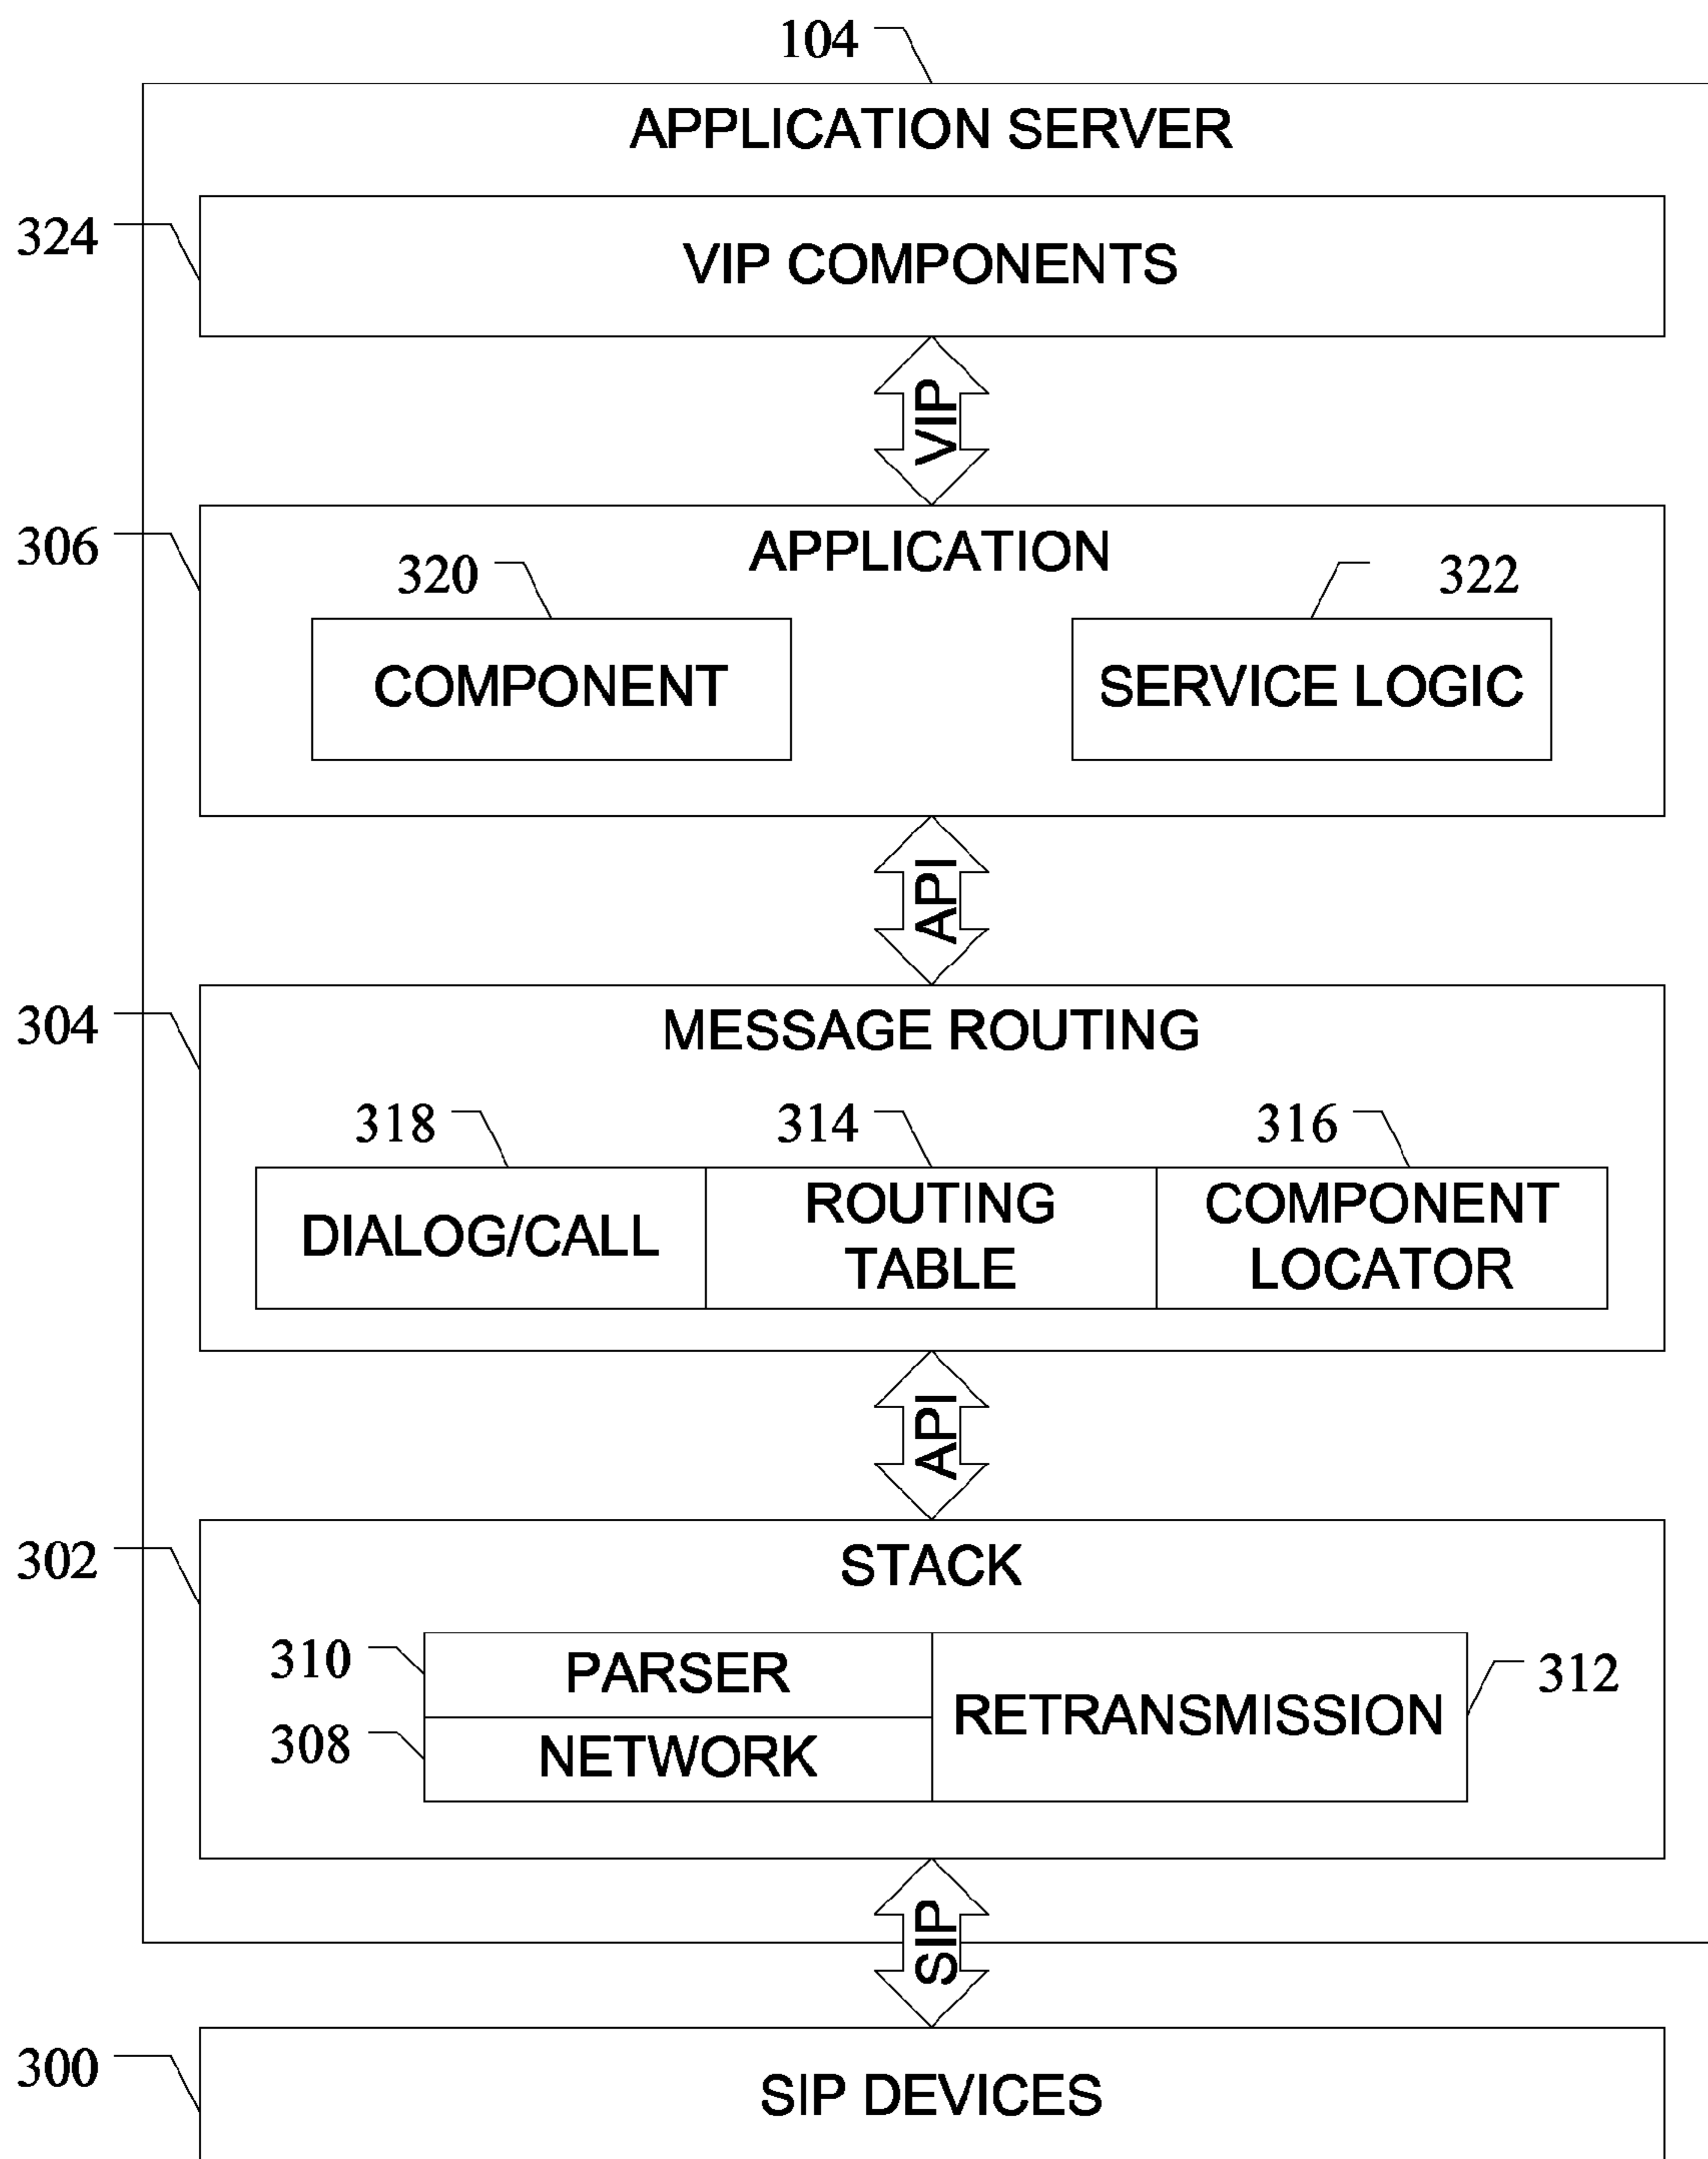 104
APPLICATION SERVER
324
VIP COMPONENTS
VIP
306
APPLICATION
320
322
COMPONENT
SERVICE LOGIC
API
304
MESSAGE ROUTING
318
314
316
DIALOG/CALL
ROUTING
TABLE
COMPONENT
LOCATOR
API
302
STACK
310
PARSER
RETRANSMISSION
312
308
NETWORK
SIP
300
SIP DEVICES